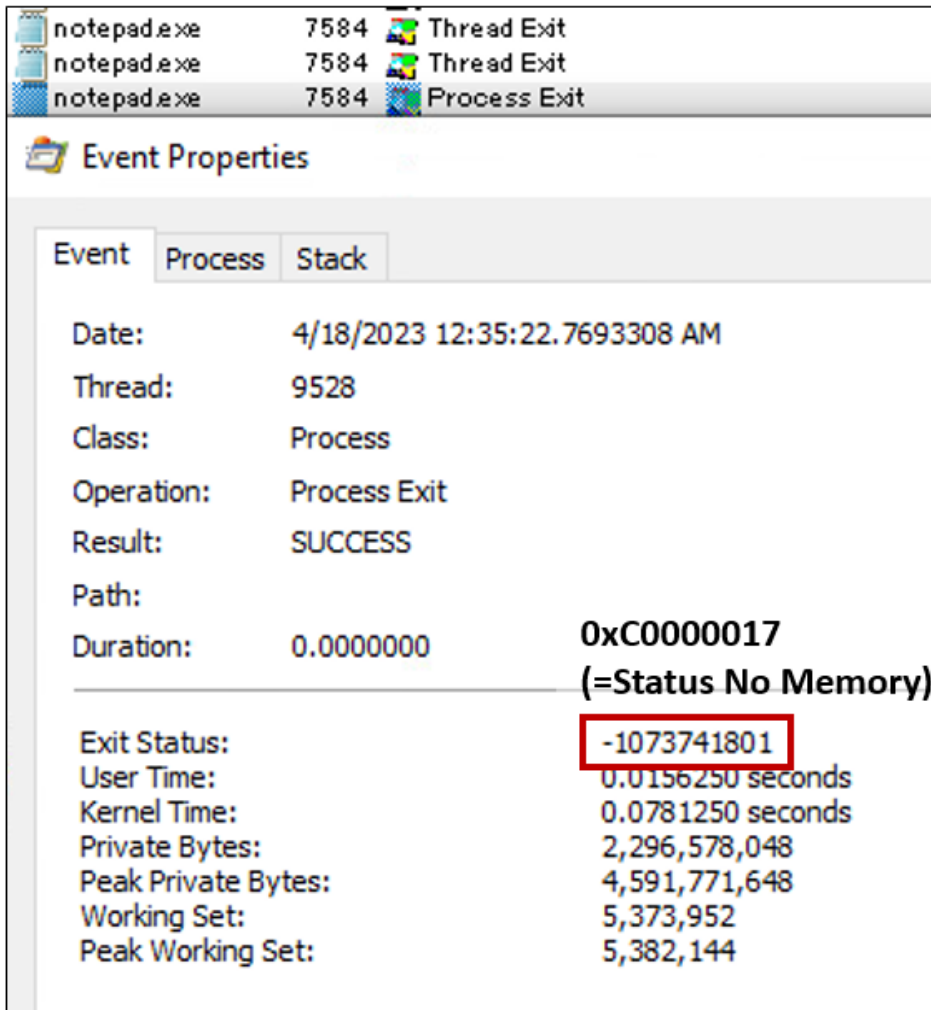 notepad.exe 7584 Thread Exit
notepad.exe 7584 Thread Exit
notepad.exe 7584 Process Exit
Event Properties
Event Process Stack
Date: 4/18/2023 12:35:22.7693308 AM
Thread: 9528
Class: Process
Operation: Process Exit
Result: SUCCESS
Path:
Duration: 0.0000000
0xC0000017
(=Status No Memory)
Exit Status: -1073741801
User Time: 0.0156250 seconds
Kernel Time: 0.0781250 seconds
Private Bytes: 2,296,578,048
Peak Private Bytes: 4,591,771,648
Working Set: 5,373,952
Peak Working Set: 5,382,144